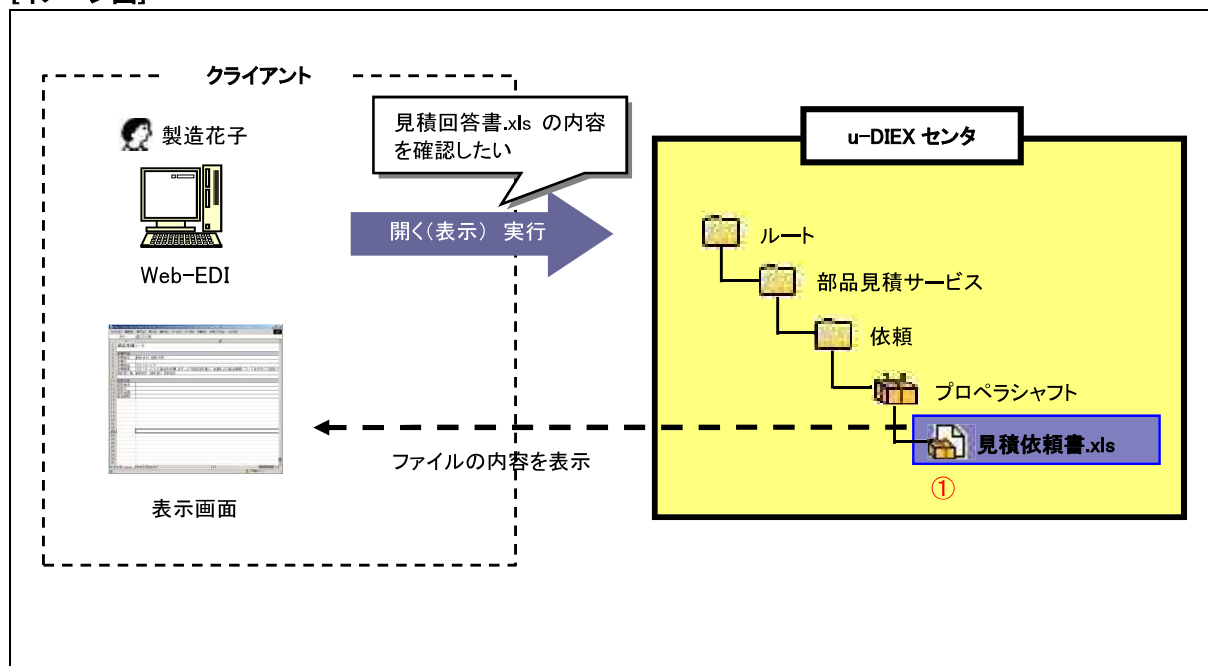 クライアント
製造花子
Web-EDI
見積回答書.xls の内容
を確認したい
開く(表示) 実行
u-DIEX センタ
ルート
部品見積サービス
依頼
プロペラシャフト
見積依頼書.xls
①
ファイルの内容を表示
表示画面